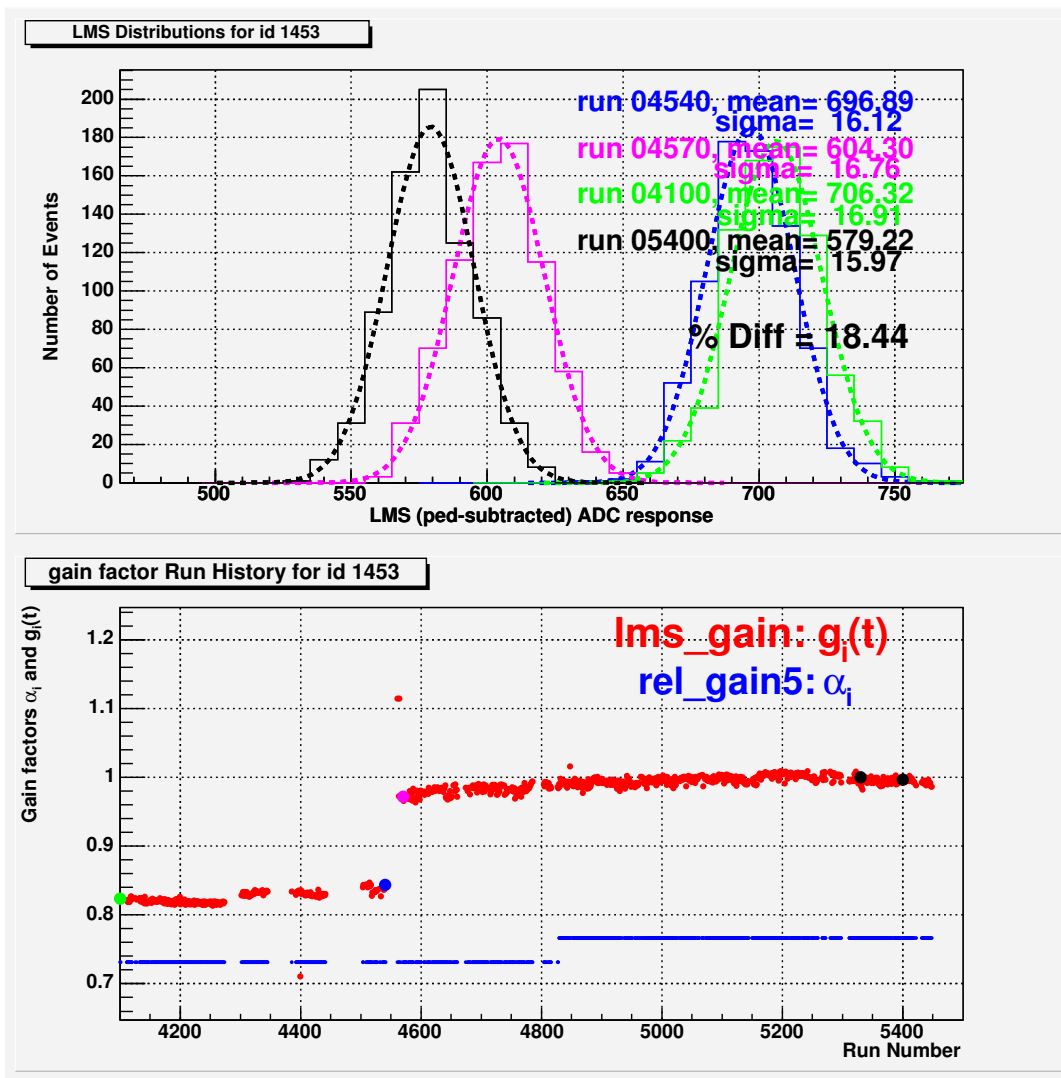 LMS Distributions for id 1453
Number of Events
200
180
160
140
120
100
80
60
40
20
0
run 04540, mean= 696.89
sigma= 16.12
run 04570, mean= 604.30
sigma= 16.76
run 04100, mean= 706.32
sigma= 16.91
run 05400, mean= 579.22
sigma= 15.97
% Diff = 18.44
500 550 600 650 700 750
LMS (ped-subtracted) ADC response
gain factor Run History for id 1453
Gain factors αi and gi(t)
1.2
1.1
1
0.9
0.8
0.7
lms_gain: gi(t)
rel_gain5: αi
4200 4400 4600 4800 5000 5200 5400
Run Number